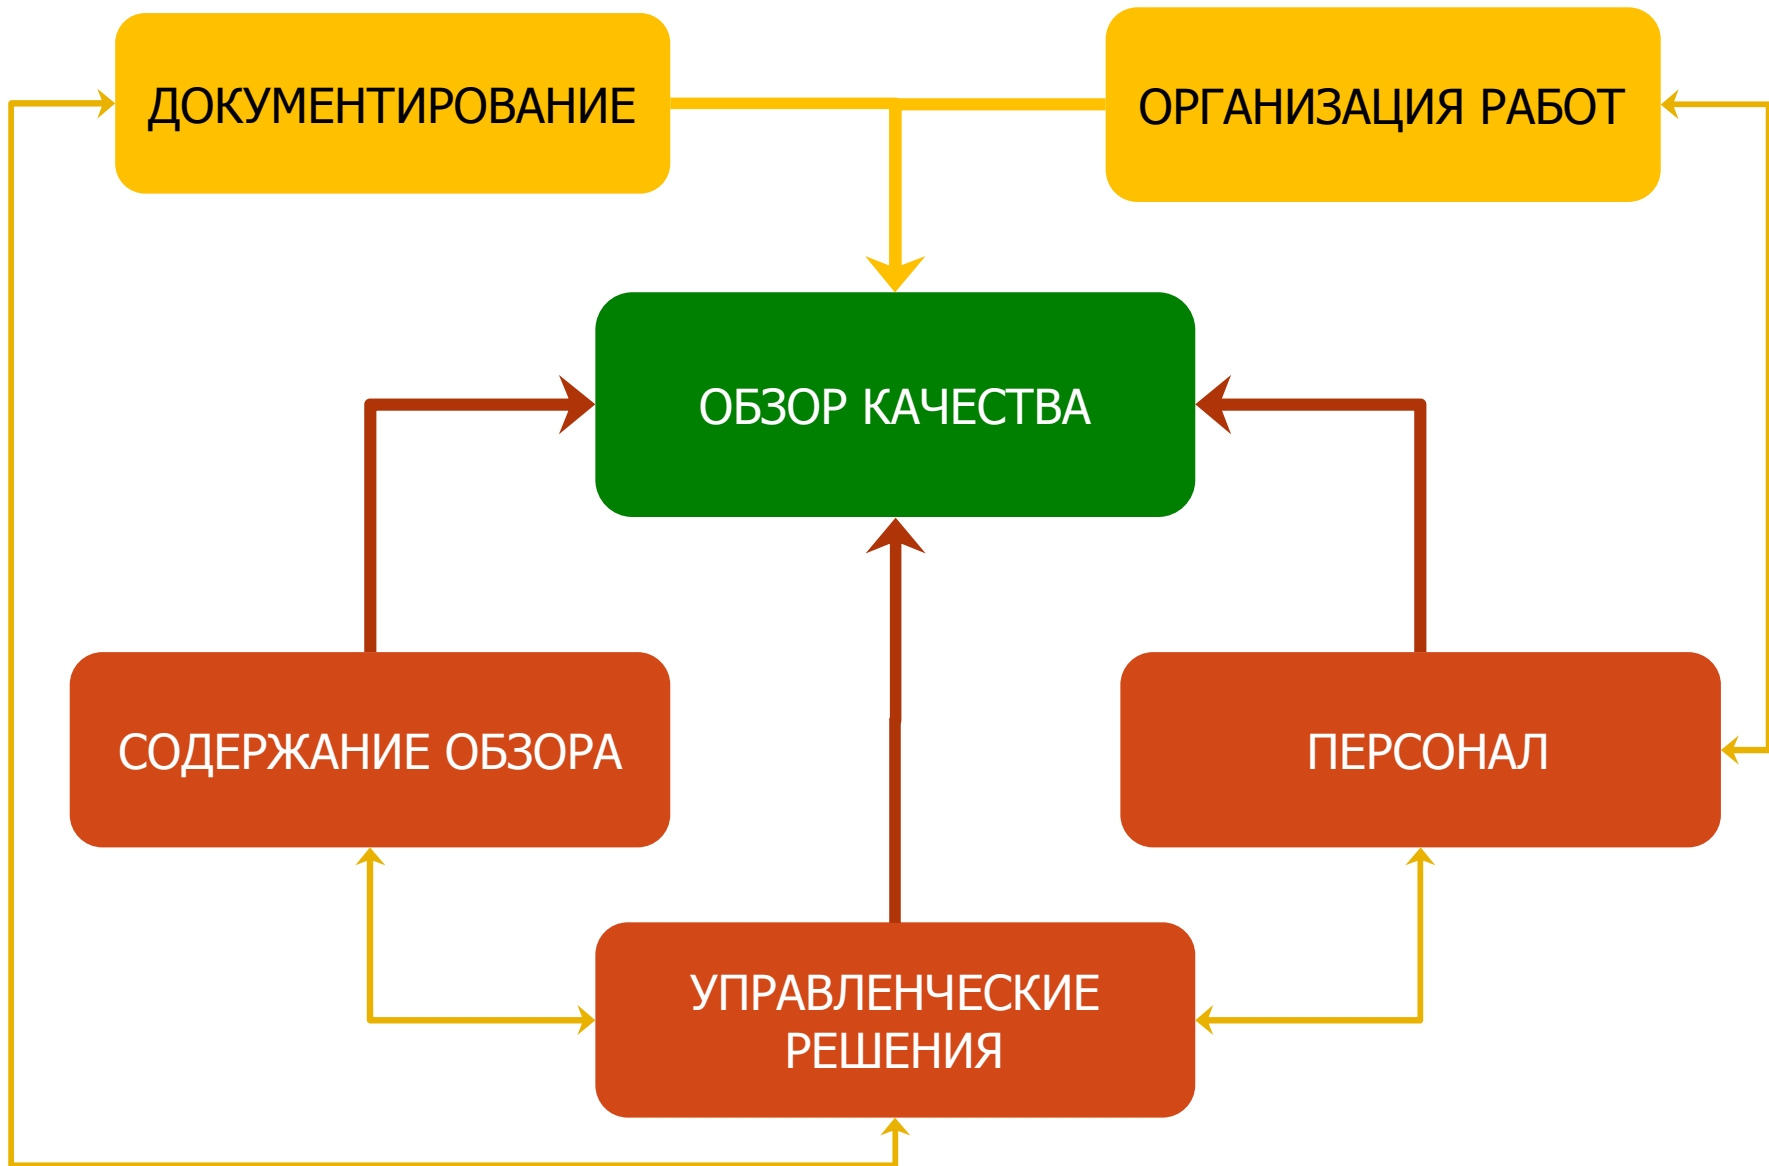 ДОКУМЕНТИРОВАНИЕ
ОРГАНИЗАЦИЯ РАБОТ
ОБЗОР КАЧЕСТВА
СОДЕРЖАНИЕ ОБЗОРА
ПЕРСОНАЛ
УПРАВЛЕНЧЕСКИЕ
РЕШЕНИЯ